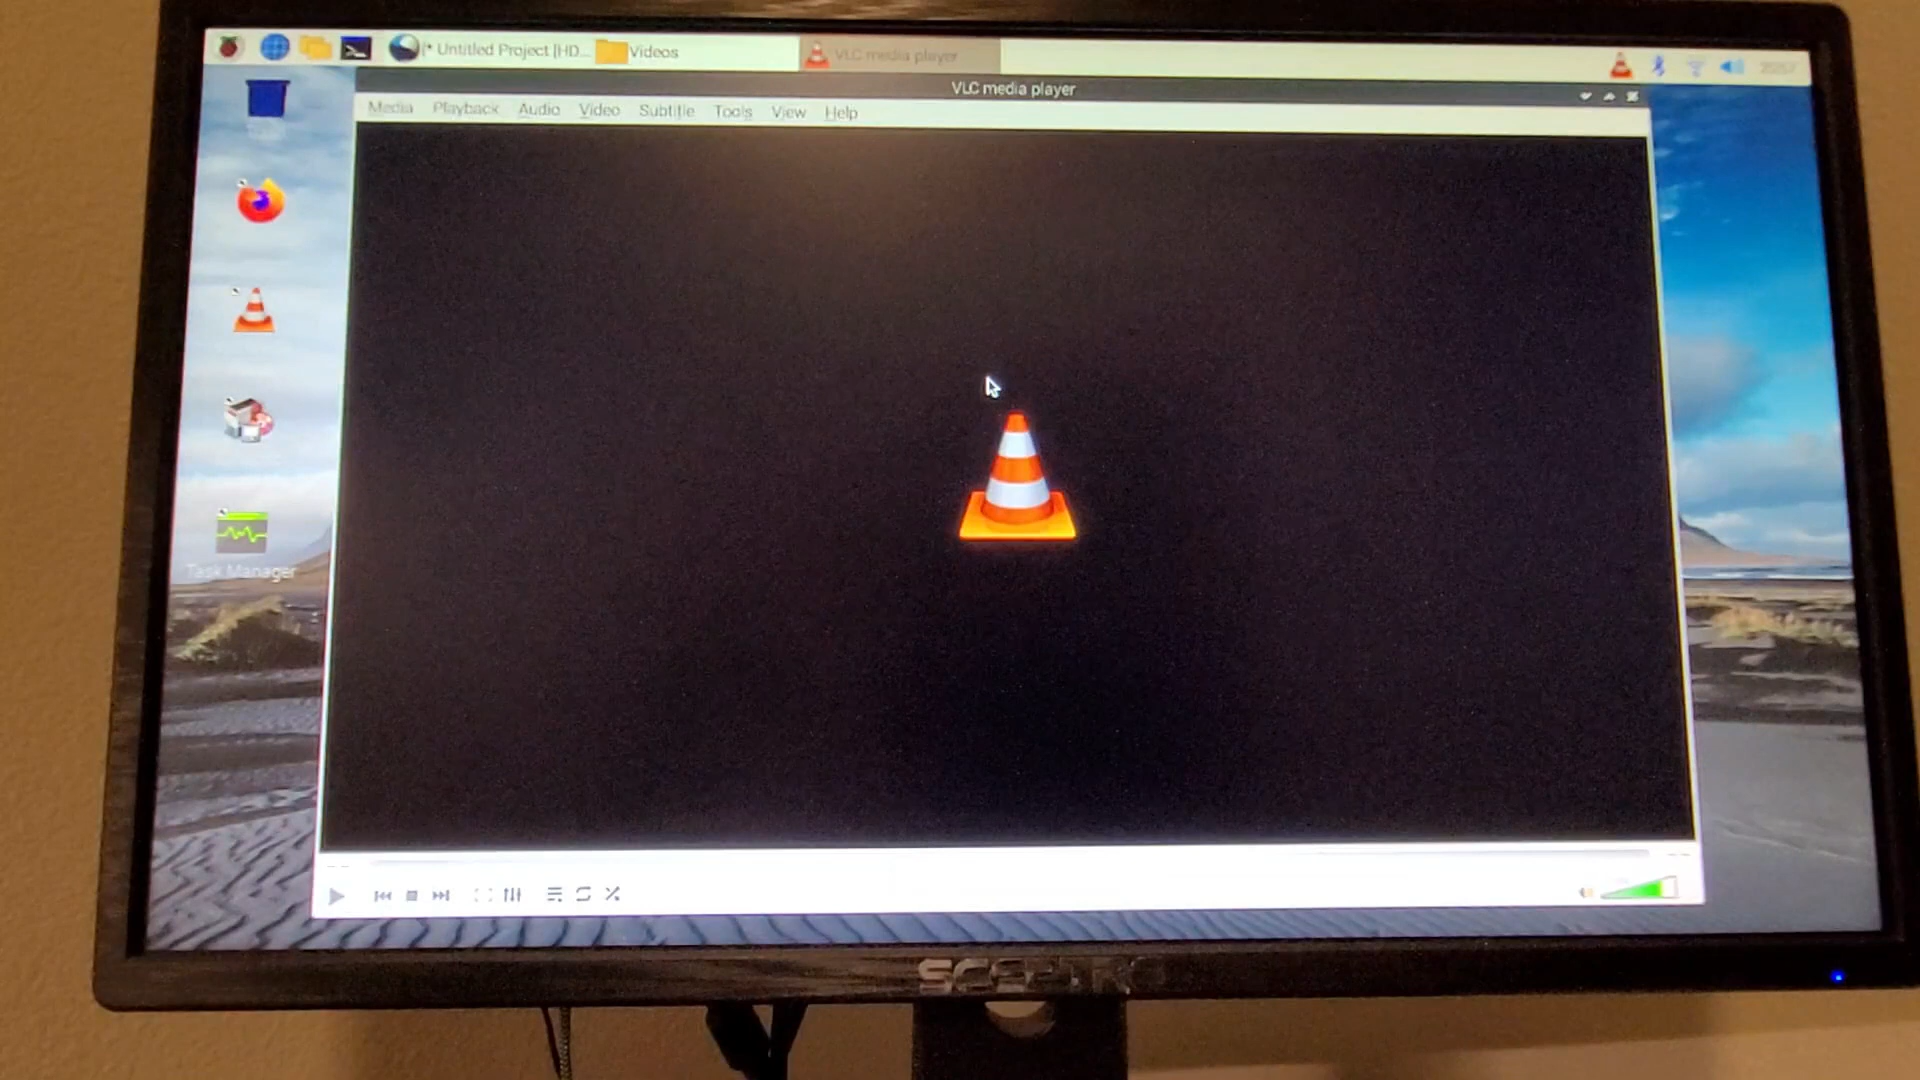 * Untitled Project [HD... Videos VLC media player
VLC media player
Media Playback Audio Video Subtitle Tools View Help
Task Manager
SCEPTRE